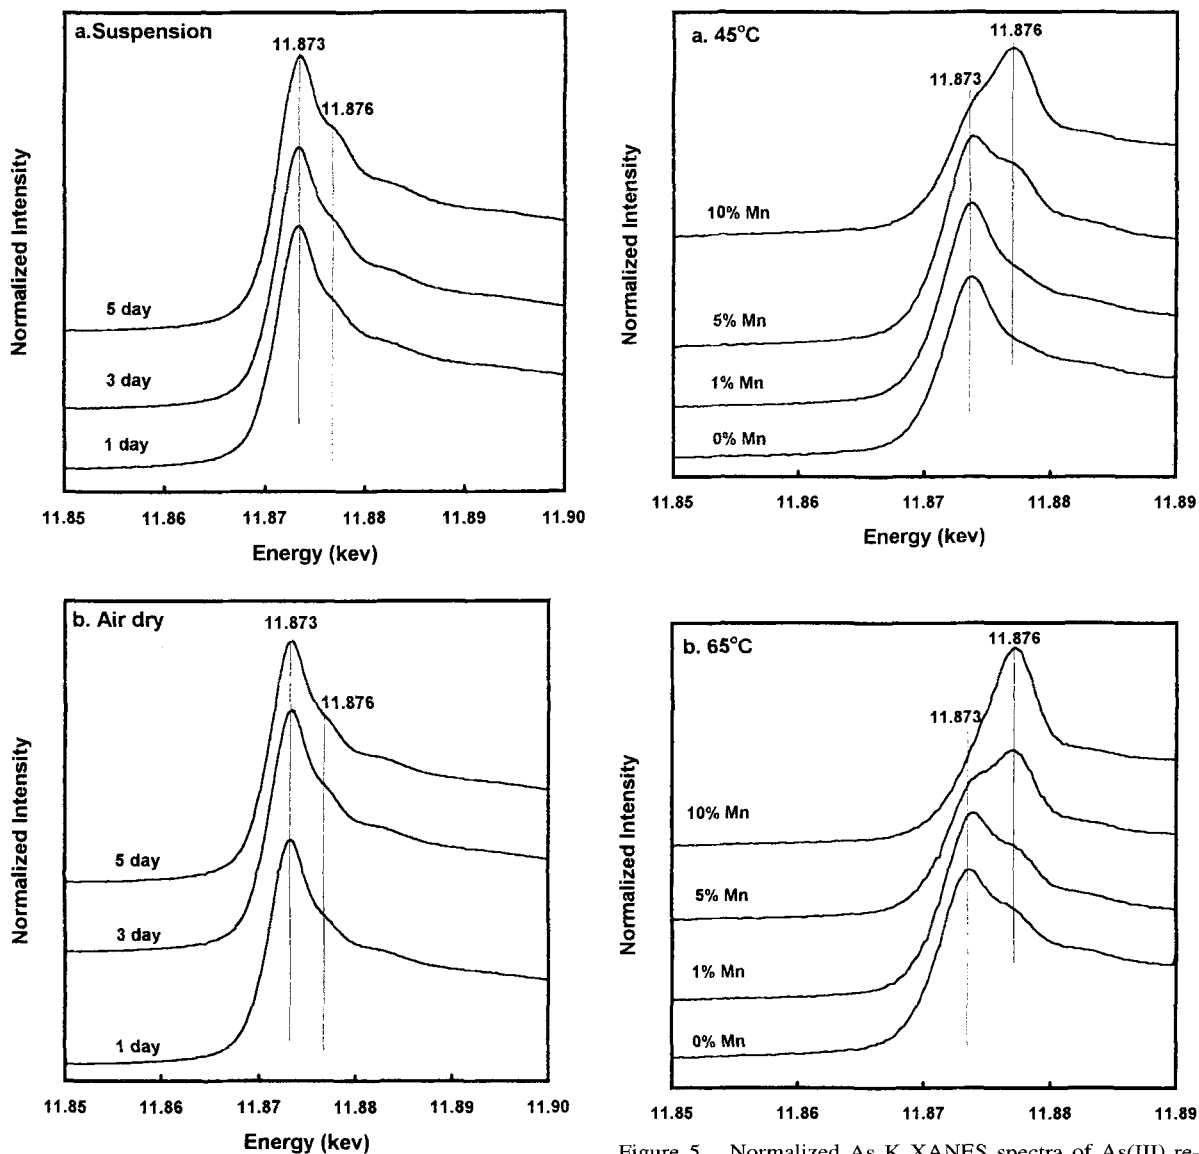 a.Suspension
11.873
11.876
5 day
3 day
1 day
Normalized Intensity
11.85 11.86 11.87 11.88 11.89 11.90
Energy (kev)
b. Air dry
11.873
11.876
5 day
3 day
1 day
Normalized Intensity
11.85 11.86 11.87 11.88 11.89 11.90
Energy (kev)
a. 45°C
11.876
11.873
10% Mn
5% Mn
1% Mn
0% Mn
Normalized Intensity
11.85 11.86 11.87 11.88 11.89
Energy (kev)
b. 65°C
11.876
11.873
10% Mn
5% Mn
1% Mn
0% Mn
Normalized Intensity
11.85 11.86 11.87 11.88 11.89
Figure 5. Normalized As K XANES spectra of As(III) re-